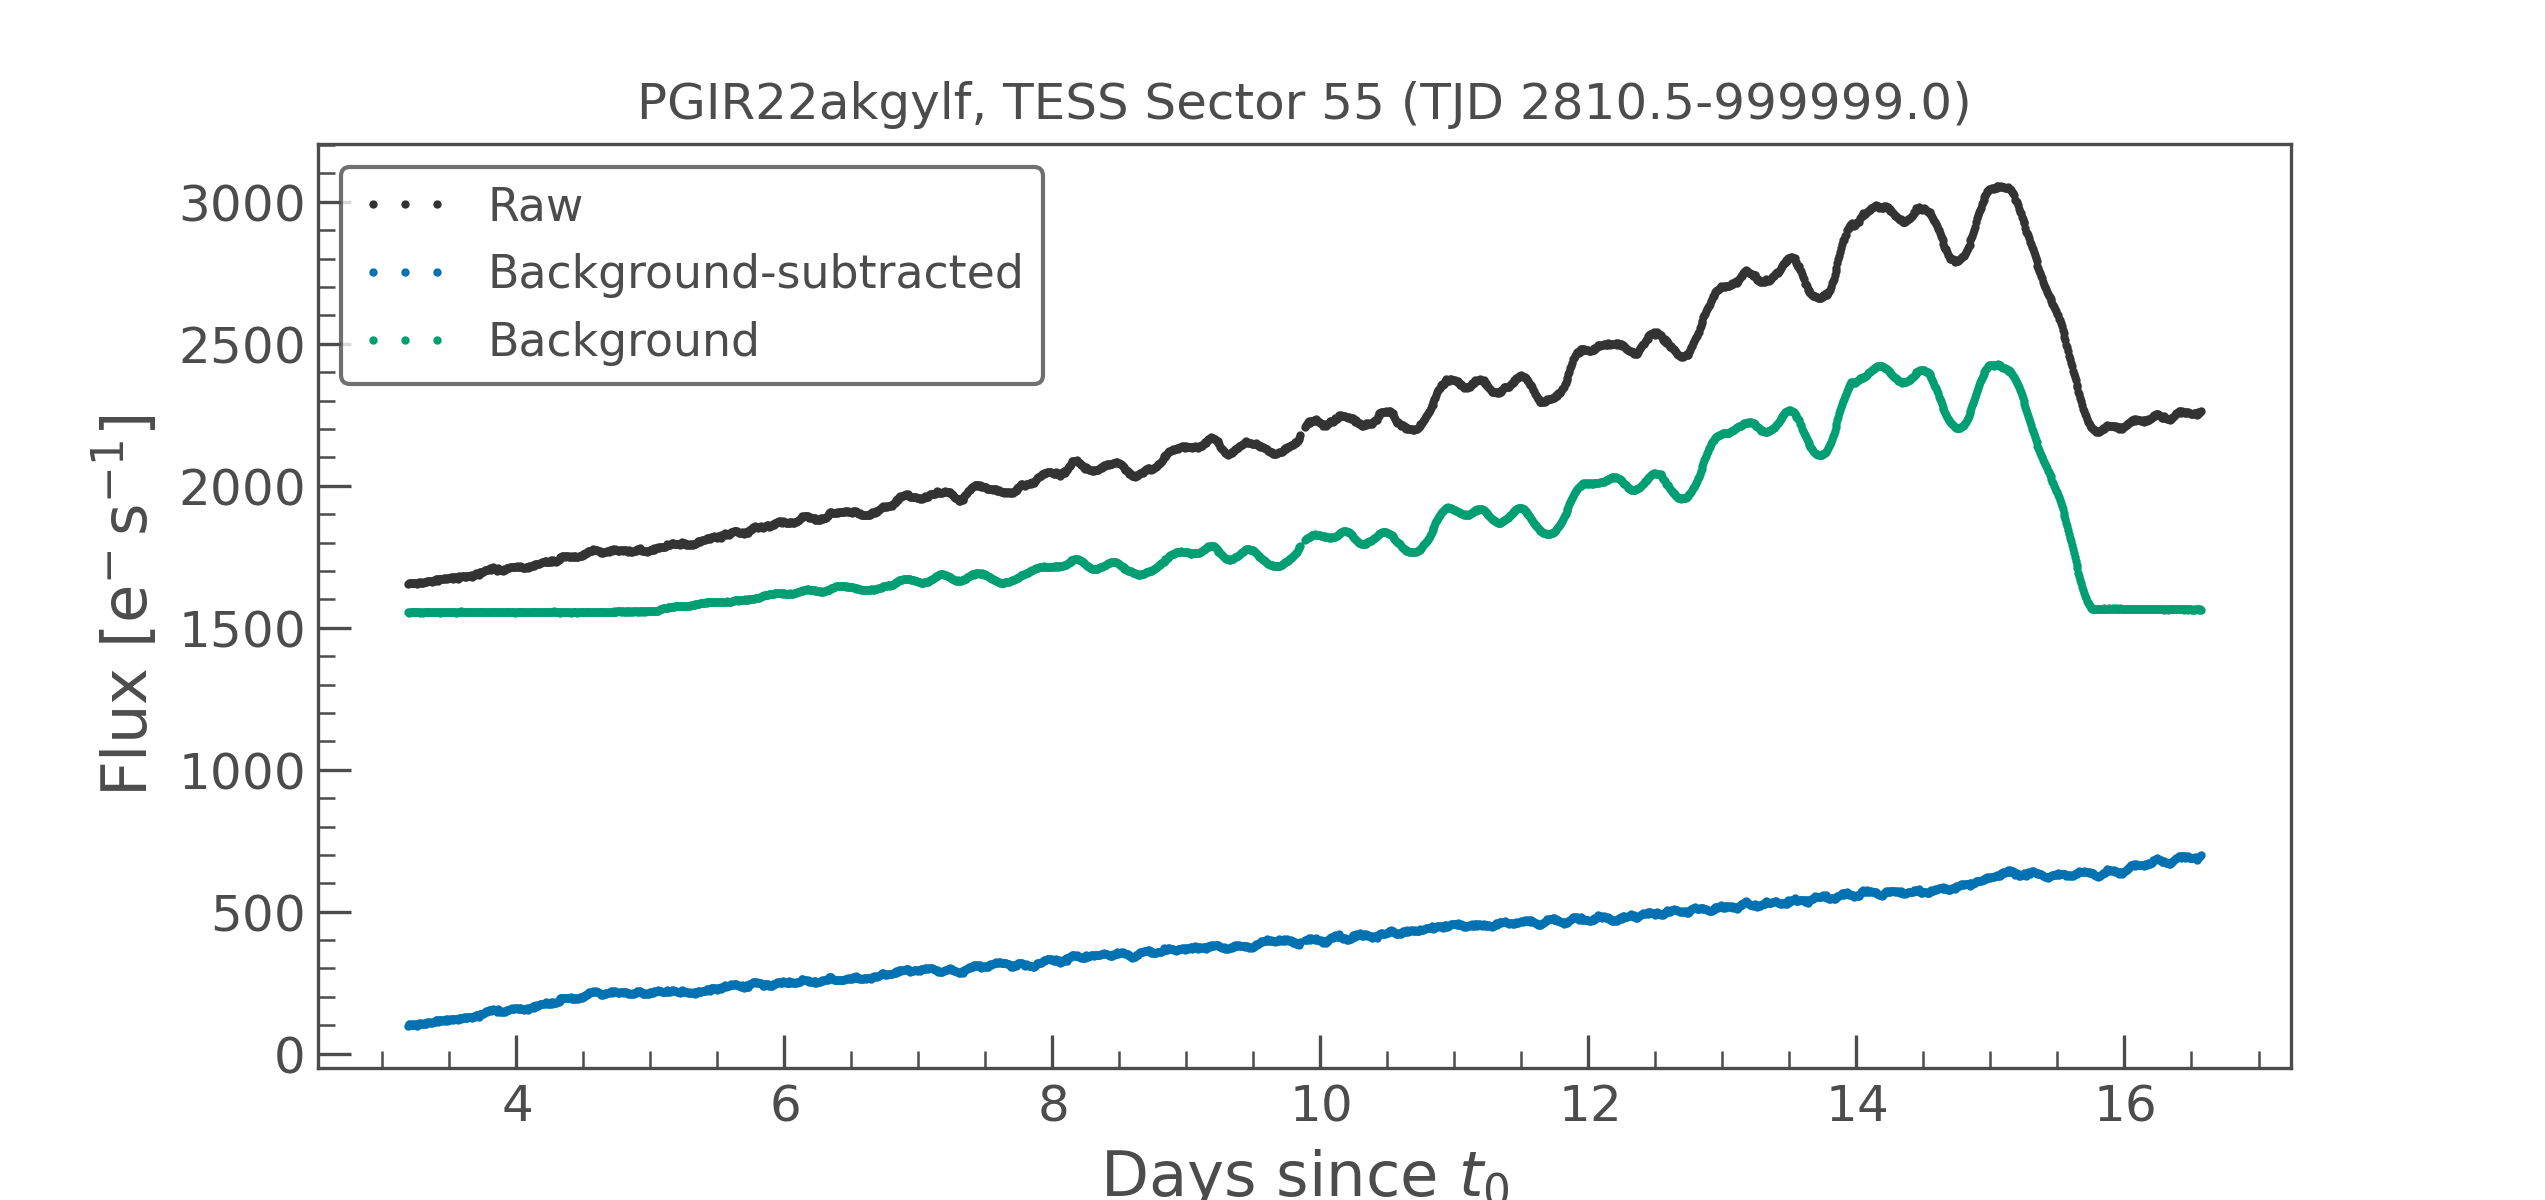 PGIR22akgylf, TESS Sector 55 (TJD 2810.5-999999.0)
Raw
Background-subtracted
Background
3000
2500
2000
1500
1000
500
0
Flux [e⁻ s⁻¹]
4 6 8 10 12 14 16
Days since t₀